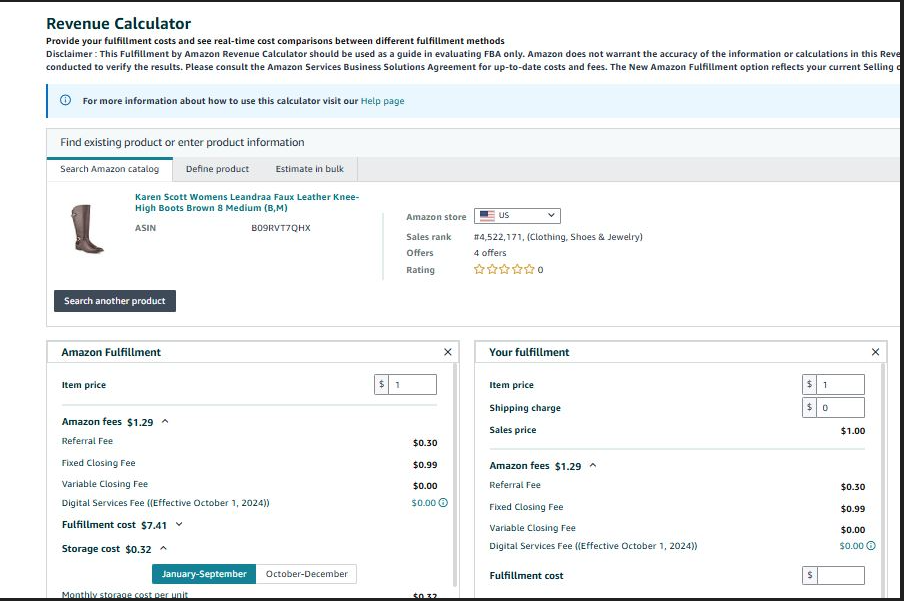 Revenue Calculator
Provide your fulfillment costs and see real-time cost comparisons between different fulfillment methods
Disclaimer : This Fulfillment by Amazon Revenue Calculator should be used as a guide in evaluating FBA only. Amazon does not warrant the accuracy of the information or calculations in this
conducted to verify the results. Please consult the Amazon Services Business Solutions Agreement for up-to-date costs and fees. The New Amazon Fulfillment option reflects your current Selling
For more information about how to use this calculator visit our Help page
Find existing product or enter product information
Search Amazon catalog Define product Estimate in bulk
Karen Scott Womens Leandraa Faux Leather Knee-
High Boots Brown 8 Medium (B,M)
ASIN B09RVT7QHX
Amazon store US
Sales rank #4,522,171, (Clothing, Shoes & Jewelry)
Offers 4 offers
Rating 0
Search another product
Amazon Fulfillment
Item price $ 1
Amazon fees $1.29
Referral Fee $0.30
Fixed Closing Fee $0.99
Variable Closing Fee $0.00
Digital Services Fee ((Effective October 1, 2024)) $0.00
Fulfillment cost $7.41
Storage cost $0.32
January-September October-December
Monthly storage cost per unit $0.32
Your fulfillment
Item price $ 1
Shipping charge $ 0
Sales price $1.00
Amazon fees $1.29
Referral Fee $0.30
Fixed Closing Fee $0.99
Variable Closing Fee $0.00
Digital Services Fee ((Effective October 1, 2024)) $0.00
Fulfillment cost $